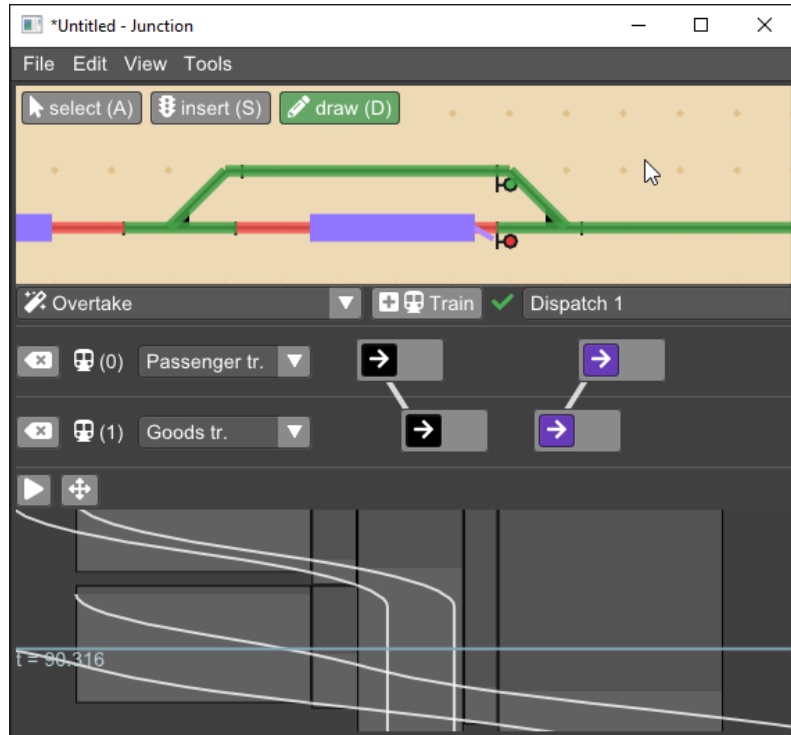 *Untitled - Junction
File Edit View Tools
select (A) insert (S) draw (D)
Overtake Train Dispatch 1
(0) Passenger tr.
(1) Goods tr.
t = 90.316